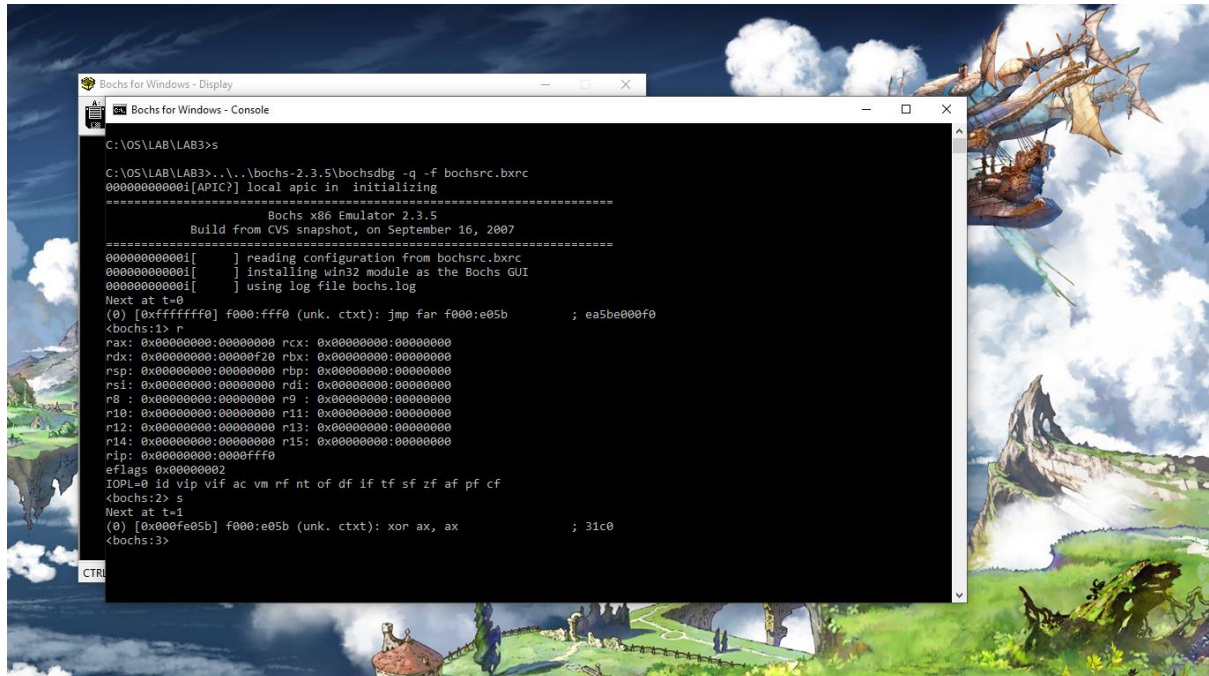 Bochs for Windows - Display
A:
Bochs for Windows - Console
C:\OS\LAB\LAB3>s
C:\OS\LAB\LAB3>..\..\bochs-2.3.5\bochsdbg -q -f bochsrc.bxrc
00000000000i[APIC?] local apic in  initializing
========================================================================
Bochs x86 Emulator 2.3.5
Build from CVS snapshot, on September 16, 2007
========================================================================
00000000000i[     ] reading configuration from bochsrc.bxrc
00000000000i[     ] installing win32 module as the Bochs GUI
00000000000i[     ] using log file bochs.log
Next at t=0
(0) [0xfffffff0] f000:fff0 (unk. ctxt): jmp far f000:e05b         ; ea5be000f0
<bochs:1> r
rax: 0x00000000:00000000 rcx: 0x00000000:00000000
rdx: 0x00000000:00000f20 rbx: 0x00000000:00000000
rsp: 0x00000000:00000000 rbp: 0x00000000:00000000
rsi: 0x00000000:00000000 rdi: 0x00000000:00000000
r8 : 0x00000000:00000000 r9 : 0x00000000:00000000
r10: 0x00000000:00000000 r11: 0x00000000:00000000
r12: 0x00000000:00000000 r13: 0x00000000:00000000
r14: 0x00000000:00000000 r15: 0x00000000:00000000
rip: 0x00000000:0000fff0
eflags 0x00000002
IOPL=0 id vip vif ac vm rf nt of df if tf sf zf af pf cf
<bochs:2> s
Next at t=1
(0) [0x000fe05b] f000:e05b (unk. ctxt): xor ax, ax                ; 31c0
<bochs:3>
CTRL